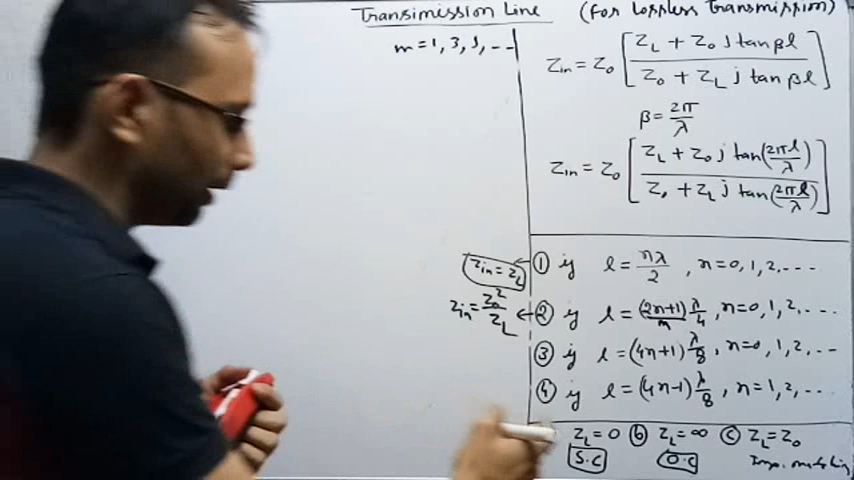 Transimission Line (For Lossless Transmission)
m = 1, 3, 5, ---
Zin = Z0 [ZL + Z0 j tan βl / Z0 + ZL j tan βl]
β = 2π/λ
Zin = Z0 [ZL + Z0 j tan(2πl/λ) / Z0 + ZL j tan(2πl/λ)]
Zin = ZL ← ① if l = nλ/2 , n = 0, 1, 2, ----
Zin = Z0²/ZL ← ② if l = (2n+1) λ/4 , n = 0, 1, 2, ----
m
③ if l = (4n+1) λ/8 , n = 0, 1, 2, ---
④ if l = (4n-1) λ/8 , n = 1, 2, ---
ZL = 0 ⓑ ZL = ∞ ⓒ ZL = Z0
S.C O.C Imp. matching